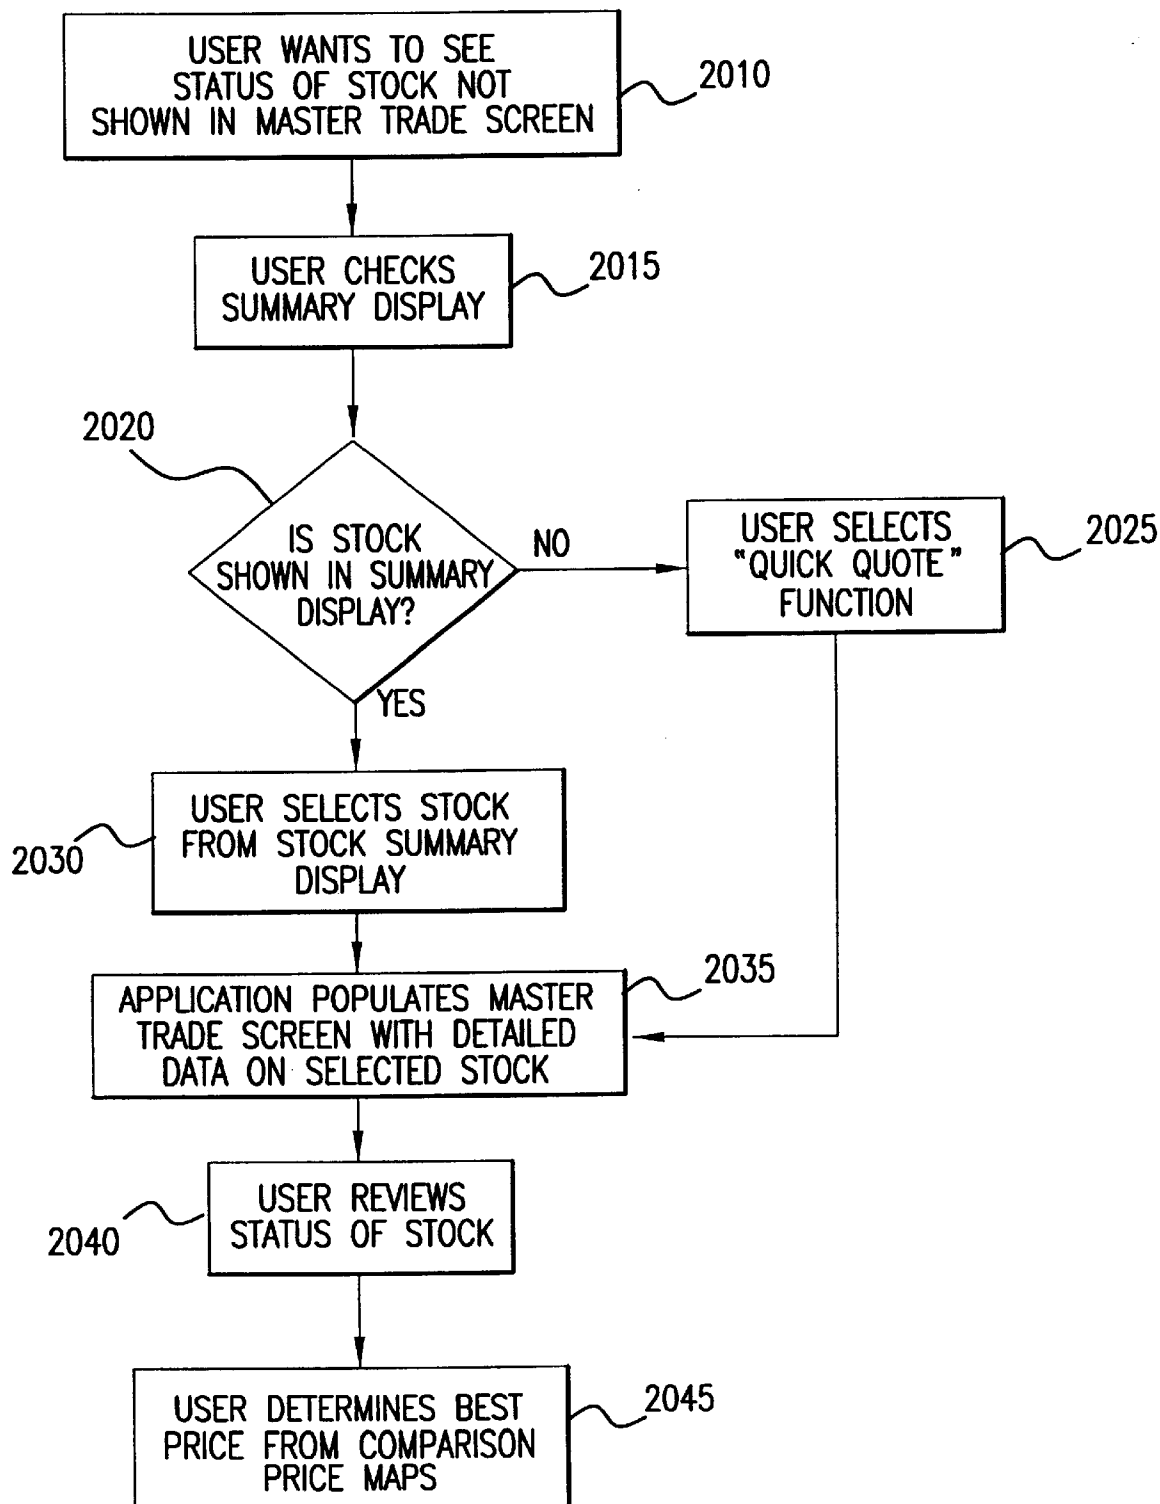 USER WANTS TO SEE
STATUS OF STOCK NOT
SHOWN IN MASTER TRADE SCREEN
2010
USER CHECKS
SUMMARY DISPLAY
2015
2020
IS STOCK
SHOWN IN SUMMARY
DISPLAY?
NO
USER SELECTS
"QUICK QUOTE"
FUNCTION
2025
YES
USER SELECTS STOCK
FROM STOCK SUMMARY
DISPLAY
2030
APPLICATION POPULATES MASTER
TRADE SCREEN WITH DETAILED
DATA ON SELECTED STOCK
2035
USER REVIEWS
STATUS OF STOCK
2040
USER DETERMINES BEST
PRICE FROM COMPARISON
PRICE MAPS
2045